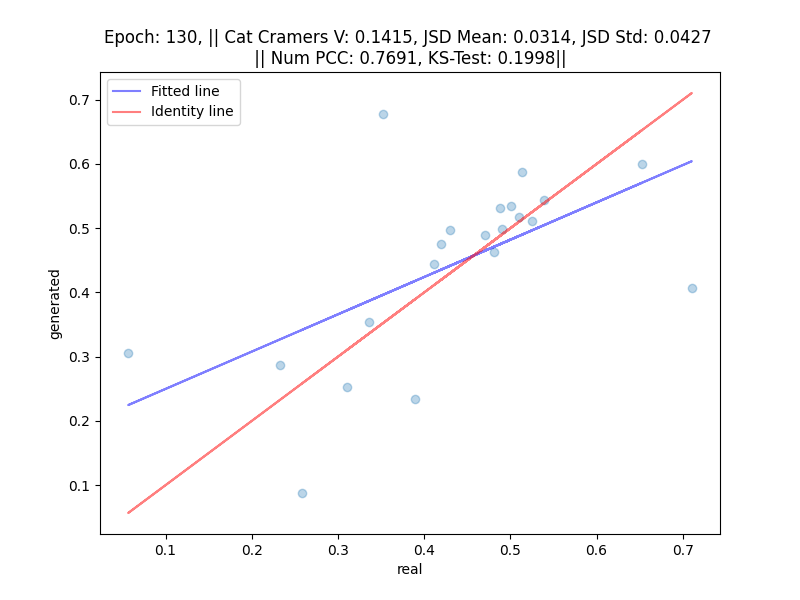 Epoch: 130, || Cat Cramers V: 0.1415, JSD Mean: 0.0314, JSD Std: 0.0427
|| Num PCC: 0.7691, KS-Test: 0.1998||
Fitted line
Identity line
0.7
0.6
0.5
0.4
0.3
0.2
0.1
generated
0.1 0.2 0.3 0.4 0.5 0.6 0.7
real